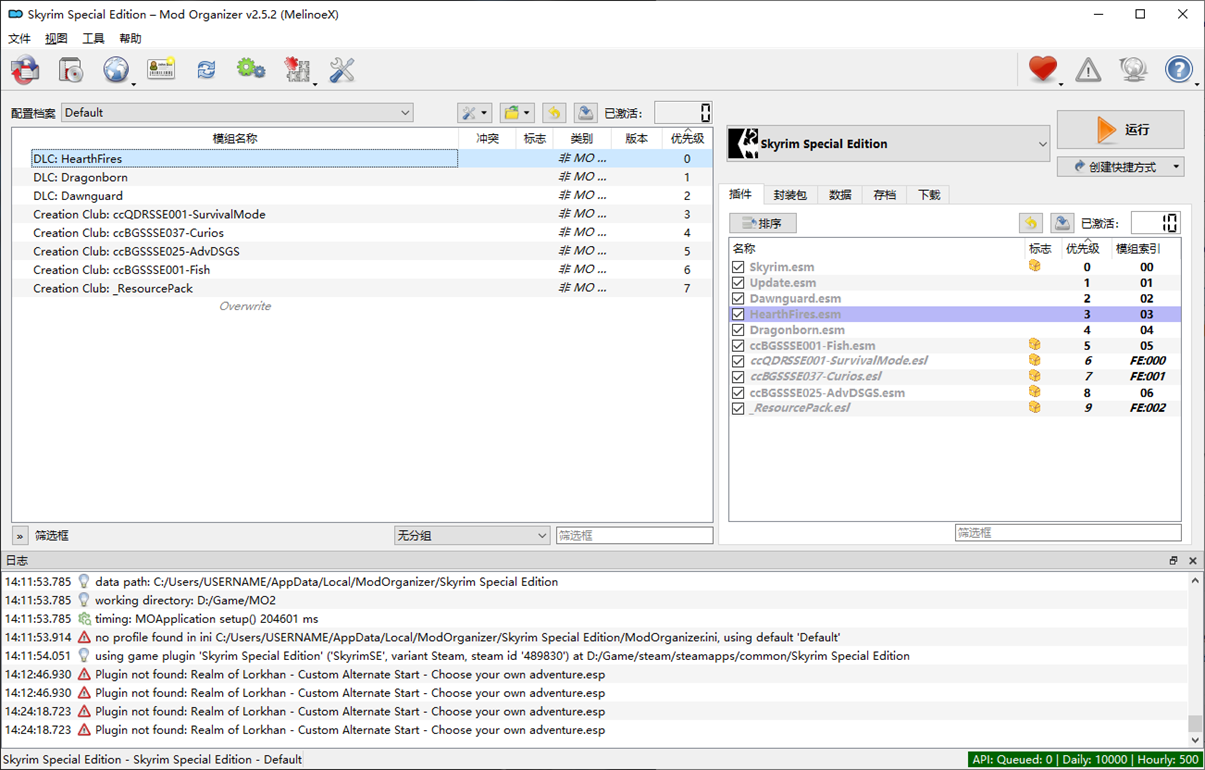 Skyrim Special Edition – Mod Organizer v2.5.2 (MelinoeX)
文件 视图 工具 帮助
配置档案 Default 已激活: 0
模组名称 冲突 标志 类别 版本 优先级
DLC: HearthFires 非 MO ... 0
DLC: Dragonborn 非 MO ... 1
DLC: Dawnguard 非 MO ... 2
Creation Club: ccQDRSSE001-SurvivalMode 非 MO ... 3
Creation Club: ccBGSSSE037-Curios 非 MO ... 4
Creation Club: ccBGSSSE025-AdvDSGS 非 MO ... 5
Creation Club: ccBGSSSE001-Fish 非 MO ... 6
Creation Club: _ResourcePack 非 MO ... 7
Overwrite
» 筛选框 无分组 筛选框
Skyrim Special Edition
运行
创建快捷方式
插件 封装包 数据 存档 下载
排序 已激活: 10
名称 标志 优先级 模组索引
Skyrim.esm 0 00
Update.esm 1 01
Dawnguard.esm 2 02
HearthFires.esm 3 03
Dragonborn.esm 4 04
ccBGSSSE001-Fish.esm 5 05
ccQDRSSE001-SurvivalMode.esl 6 FE:000
ccBGSSSE037-Curios.esl 7 FE:001
ccBGSSSE025-AdvDSGS.esm 8 06
_ResourcePack.esl 9 FE:002
筛选框
日志
14:11:53.785 data path: C:/Users/USERNAME/AppData/Local/ModOrganizer/Skyrim Special Edition
14:11:53.785 working directory: D:/Game/MO2
14:11:53.785 timing: MOApplication setup() 204601 ms
14:11:53.914 no profile found in ini C:/Users/USERNAME/AppData/Local/ModOrganizer/Skyrim Special Edition/ModOrganizer.ini, using default 'Default'
14:11:54.051 using game plugin 'Skyrim Special Edition' ('SkyrimSE', variant Steam, steam id '489830') at D:/Game/steam/steamapps/common/Skyrim Special Edition
14:12:46.930 Plugin not found: Realm of Lorkhan - Custom Alternate Start - Choose your own adventure.esp
14:12:46.930 Plugin not found: Realm of Lorkhan - Custom Alternate Start - Choose your own adventure.esp
14:24:18.723 Plugin not found: Realm of Lorkhan - Custom Alternate Start - Choose your own adventure.esp
14:24:18.723 Plugin not found: Realm of Lorkhan - Custom Alternate Start - Choose your own adventure.esp
Skyrim Special Edition - Skyrim Special Edition - Default API: Queued: 0 | Daily: 10000 | Hourly: 500